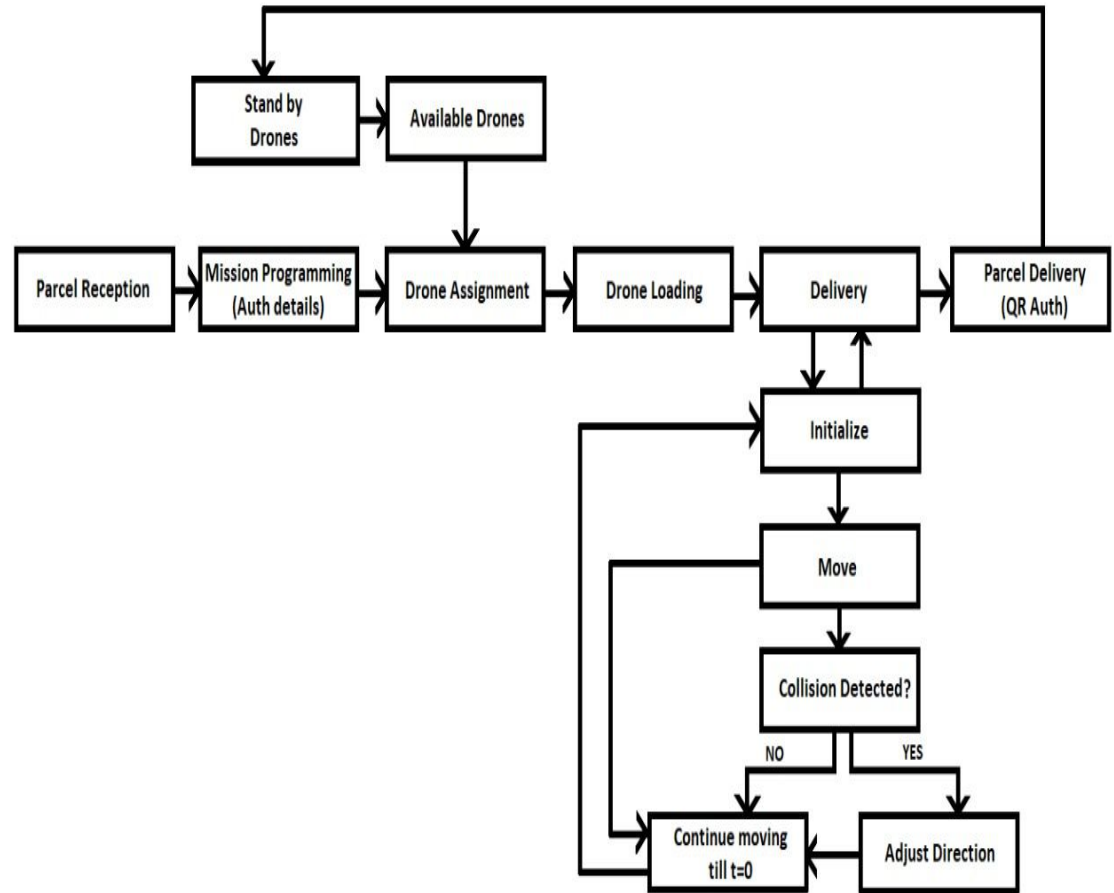 Stand by
Drones
Available Drones
Parcel Reception
Mission Programming
(Auth details)
Drone Assignment
Drone Loading
Delivery
Parcel Delivery
(QR Auth)
Initialize
Move
Collision Detected?
NO
YES
Continue moving
till t=0
Adjust Direction